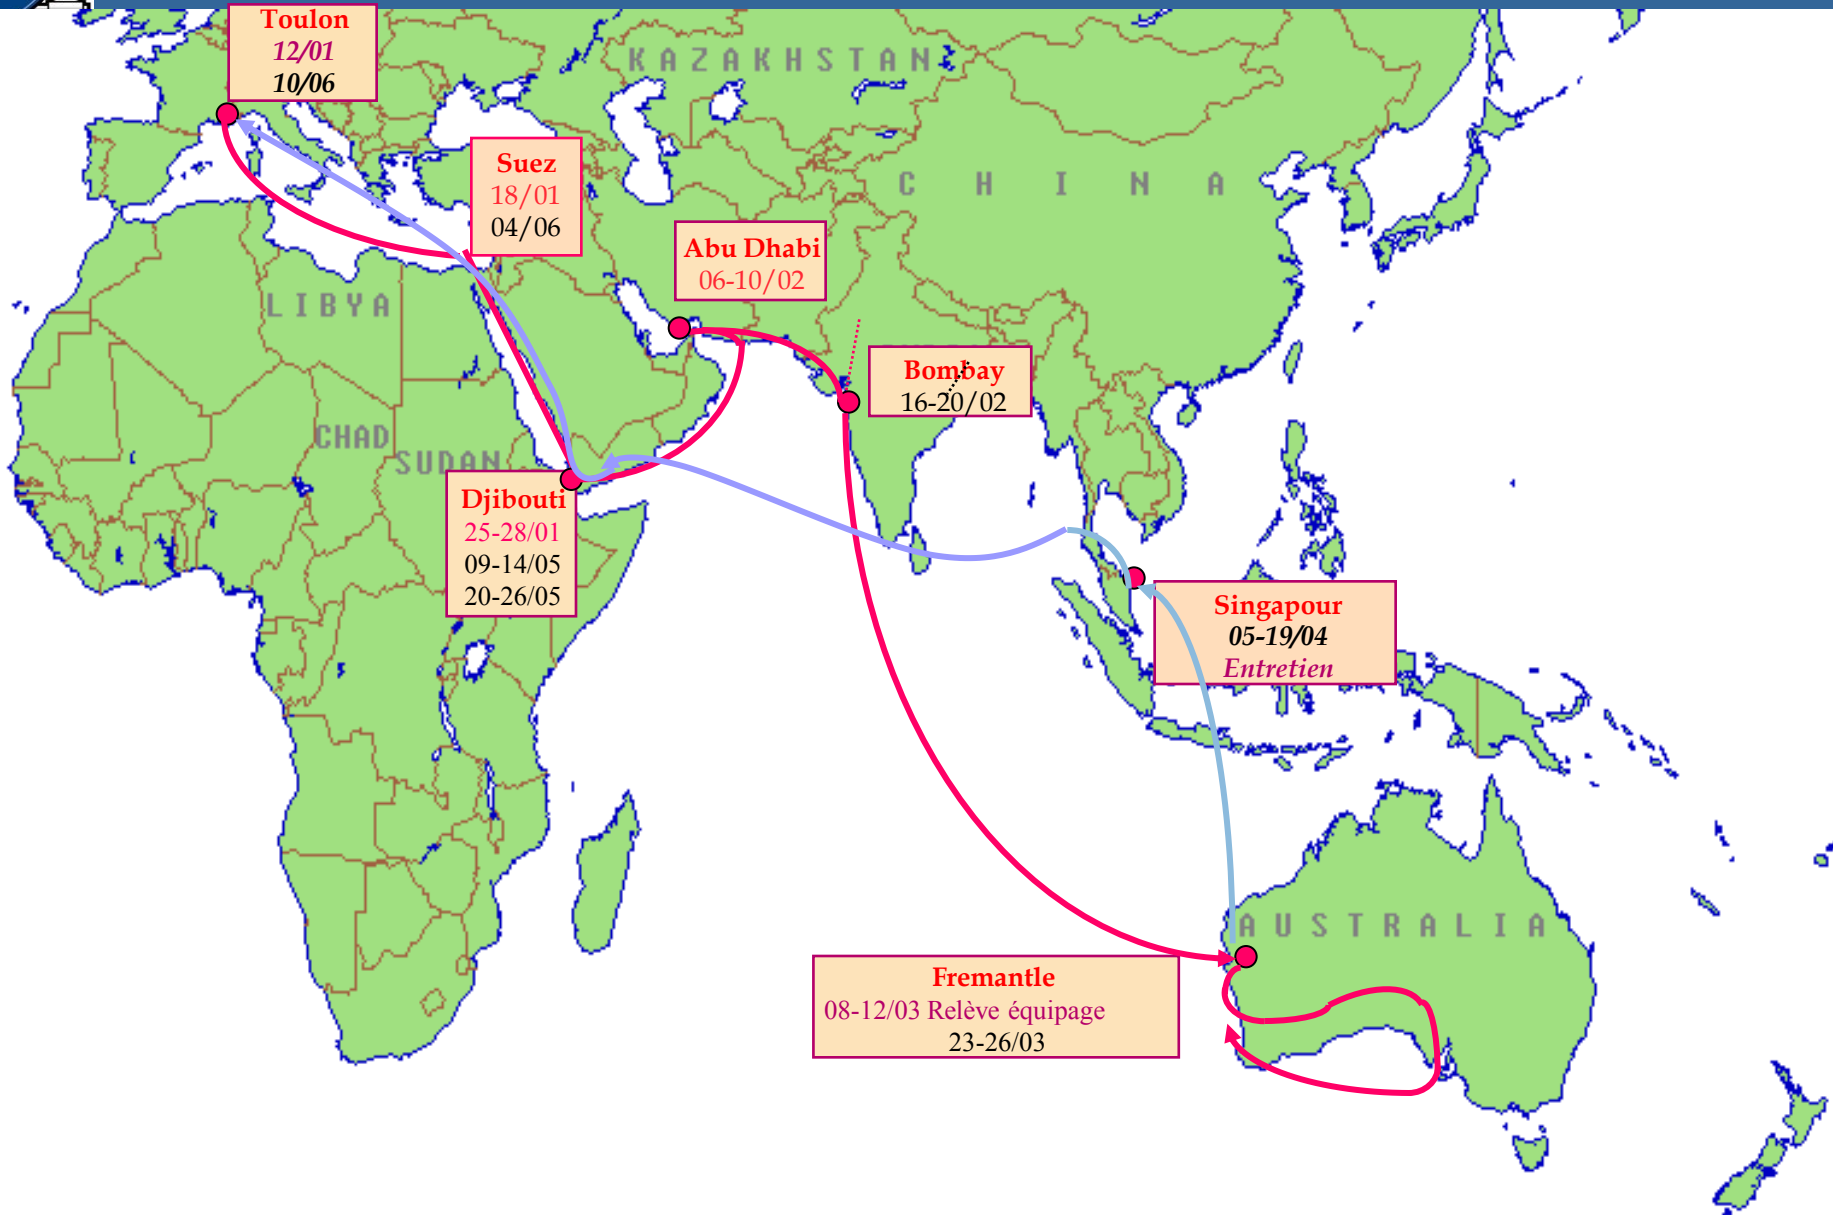 Toulon
12/01
10/06
KAZAKHSTAN
Suez
18/01
04/06
CHINA
Abu Dhabi
06-10/02
LIBYA
Bombay
16-20/02
CHAD
SUDAN
Djibouti
25-28/01
09-14/05
20-26/05
Singapour
05-19/04
Entretien
AUSTRALIA
Fremantle
08-12/03 Relève équipage
23-26/03